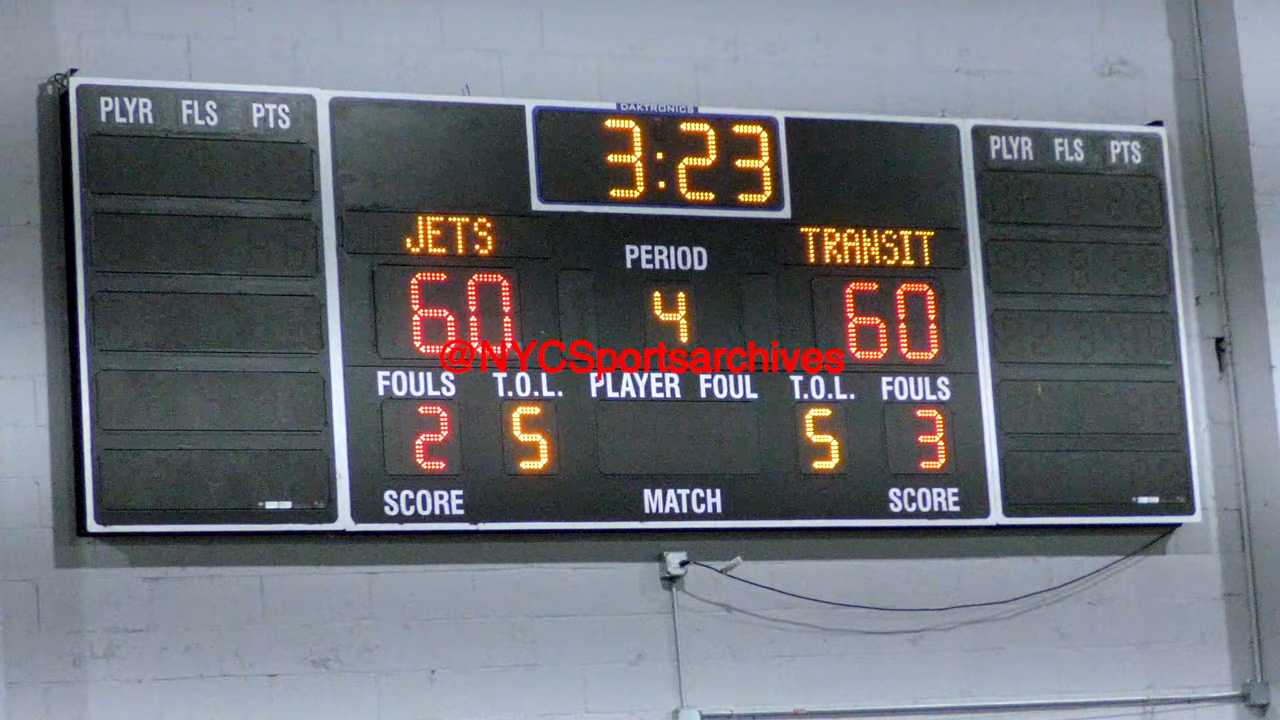 DAKTRONICS
PLYR FLS PTS
3:23
PLYR FLS PTS
JETS
TRANSIT
PERIOD
60
4
60
@NYCSportsarchives
FOULS T.O.L. PLAYER FOUL T.O.L. FOULS
2 5 5 3
SCORE MATCH SCORE